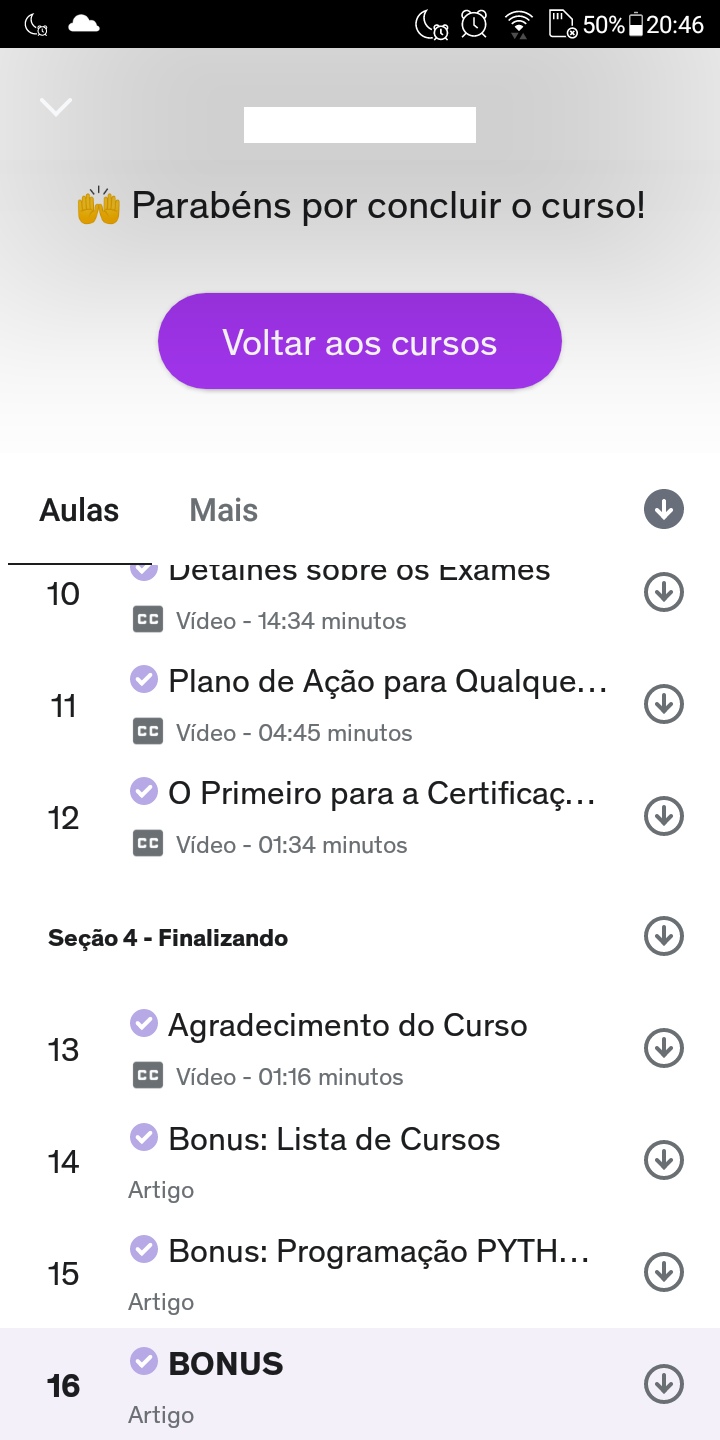 50% 20:46
Parabéns por concluir o curso!
Voltar aos cursos
Aulas Mais
10 Detalhes sobre os Exames
CC Vídeo - 14:34 minutos
11 Plano de Ação para Qualque...
CC Vídeo - 04:45 minutos
12 O Primeiro para a Certificaç...
CC Vídeo - 01:34 minutos
Seção 4 - Finalizando
13 Agradecimento do Curso
CC Vídeo - 01:16 minutos
14 Bonus: Lista de Cursos
Artigo
15 Bonus: Programação PYTH...
Artigo
16 BONUS
Artigo